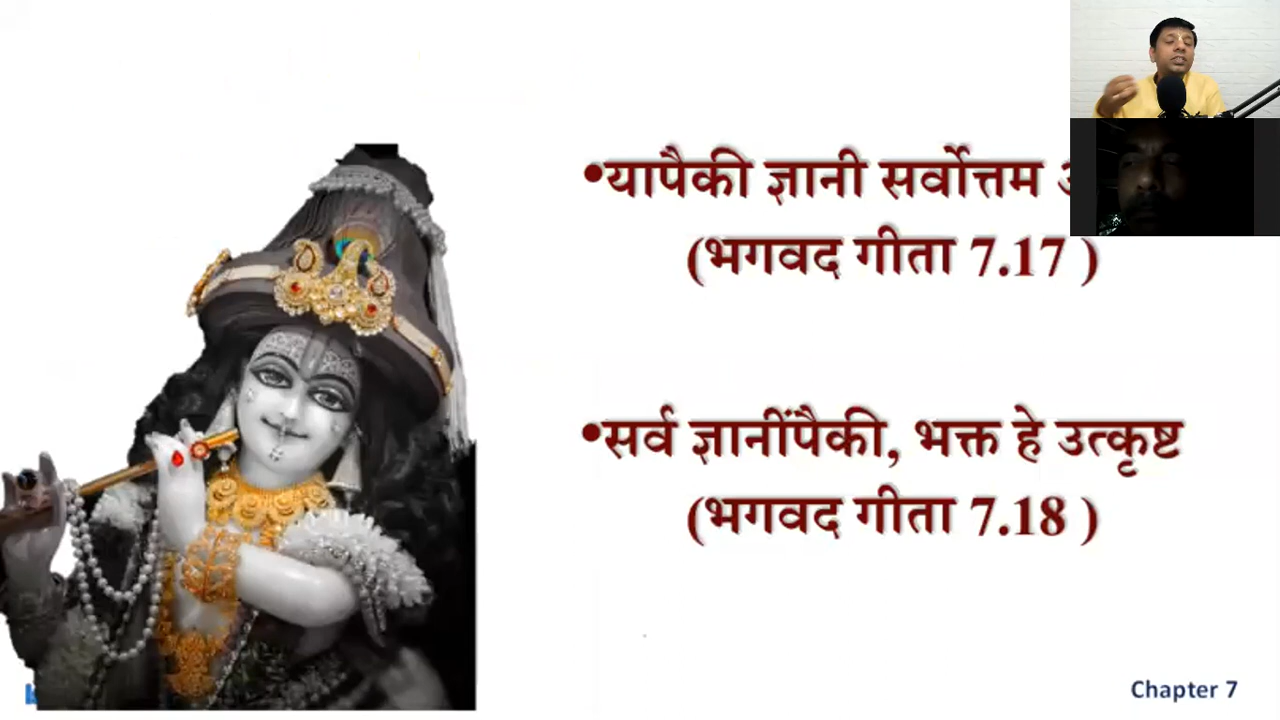 •यापैकी ज्ञानी सर्वोत्तम
(भगवद गीता 7.17 )
•सर्व ज्ञानींपैकी, भक्त हे उत्कृष्ट
(भगवद गीता 7.18 )
Chapter 7